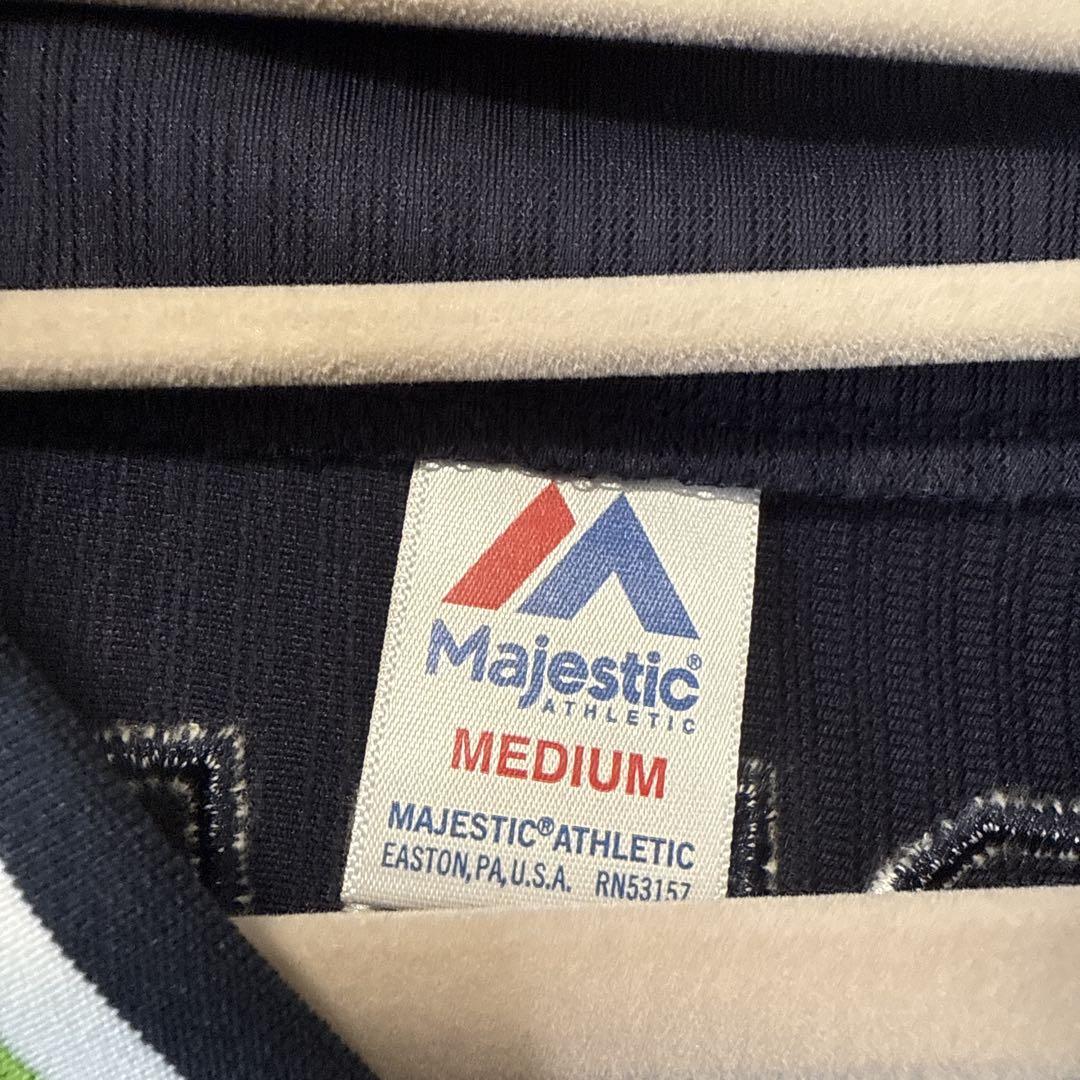 Majestic®
ATHLETIC
MEDIUM
MAJESTIC®ATHLETIC
EASTON, PA, U.S.A. RN53157